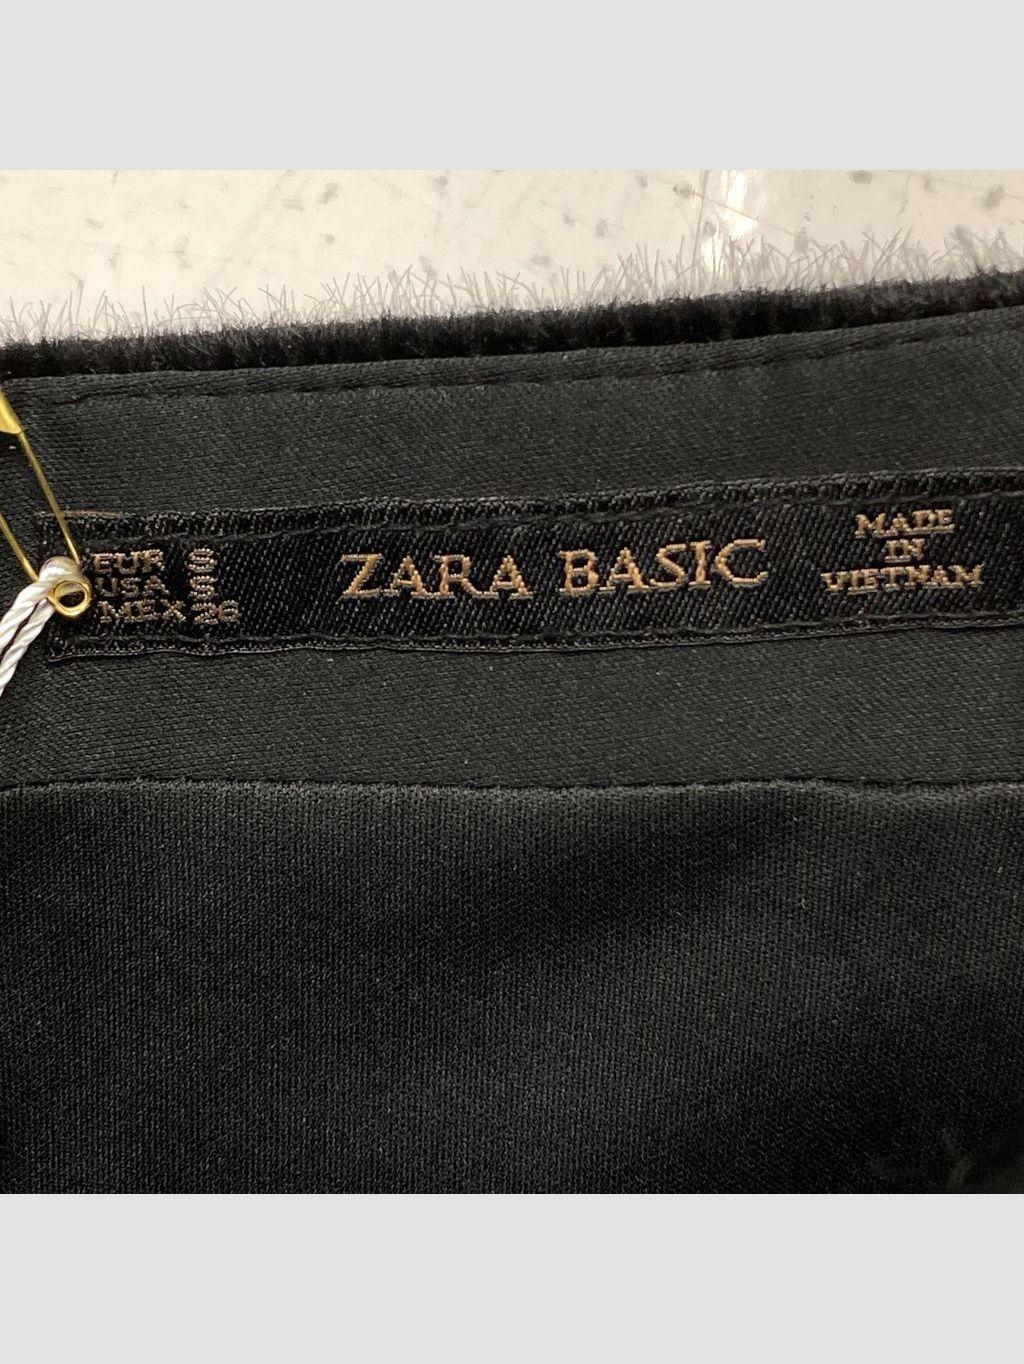 EUR S
USA S
MEX 26
ZARA BASIC
MADE
IN
VIETNAM